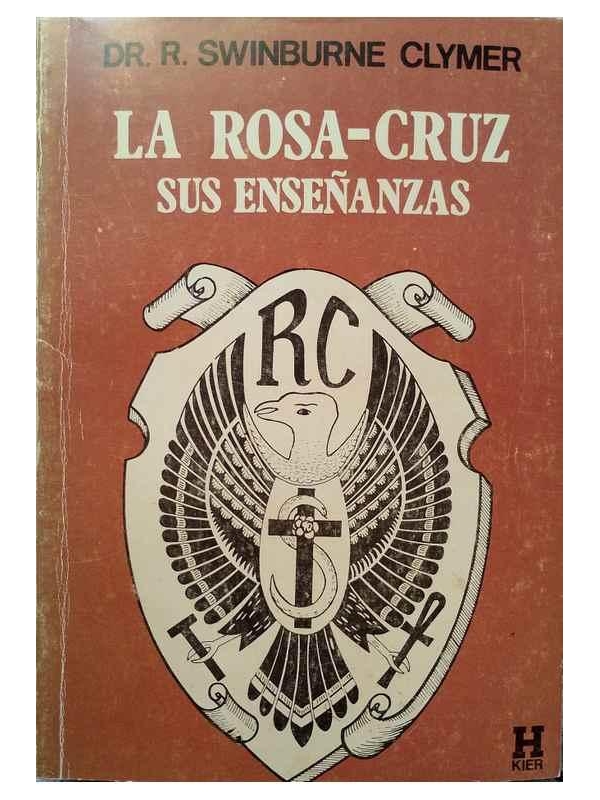 DR. R. SWINBURNE CLYMER
LA ROSA-CRUZ
SUS ENSEÑANZAS
RC
H
KIER